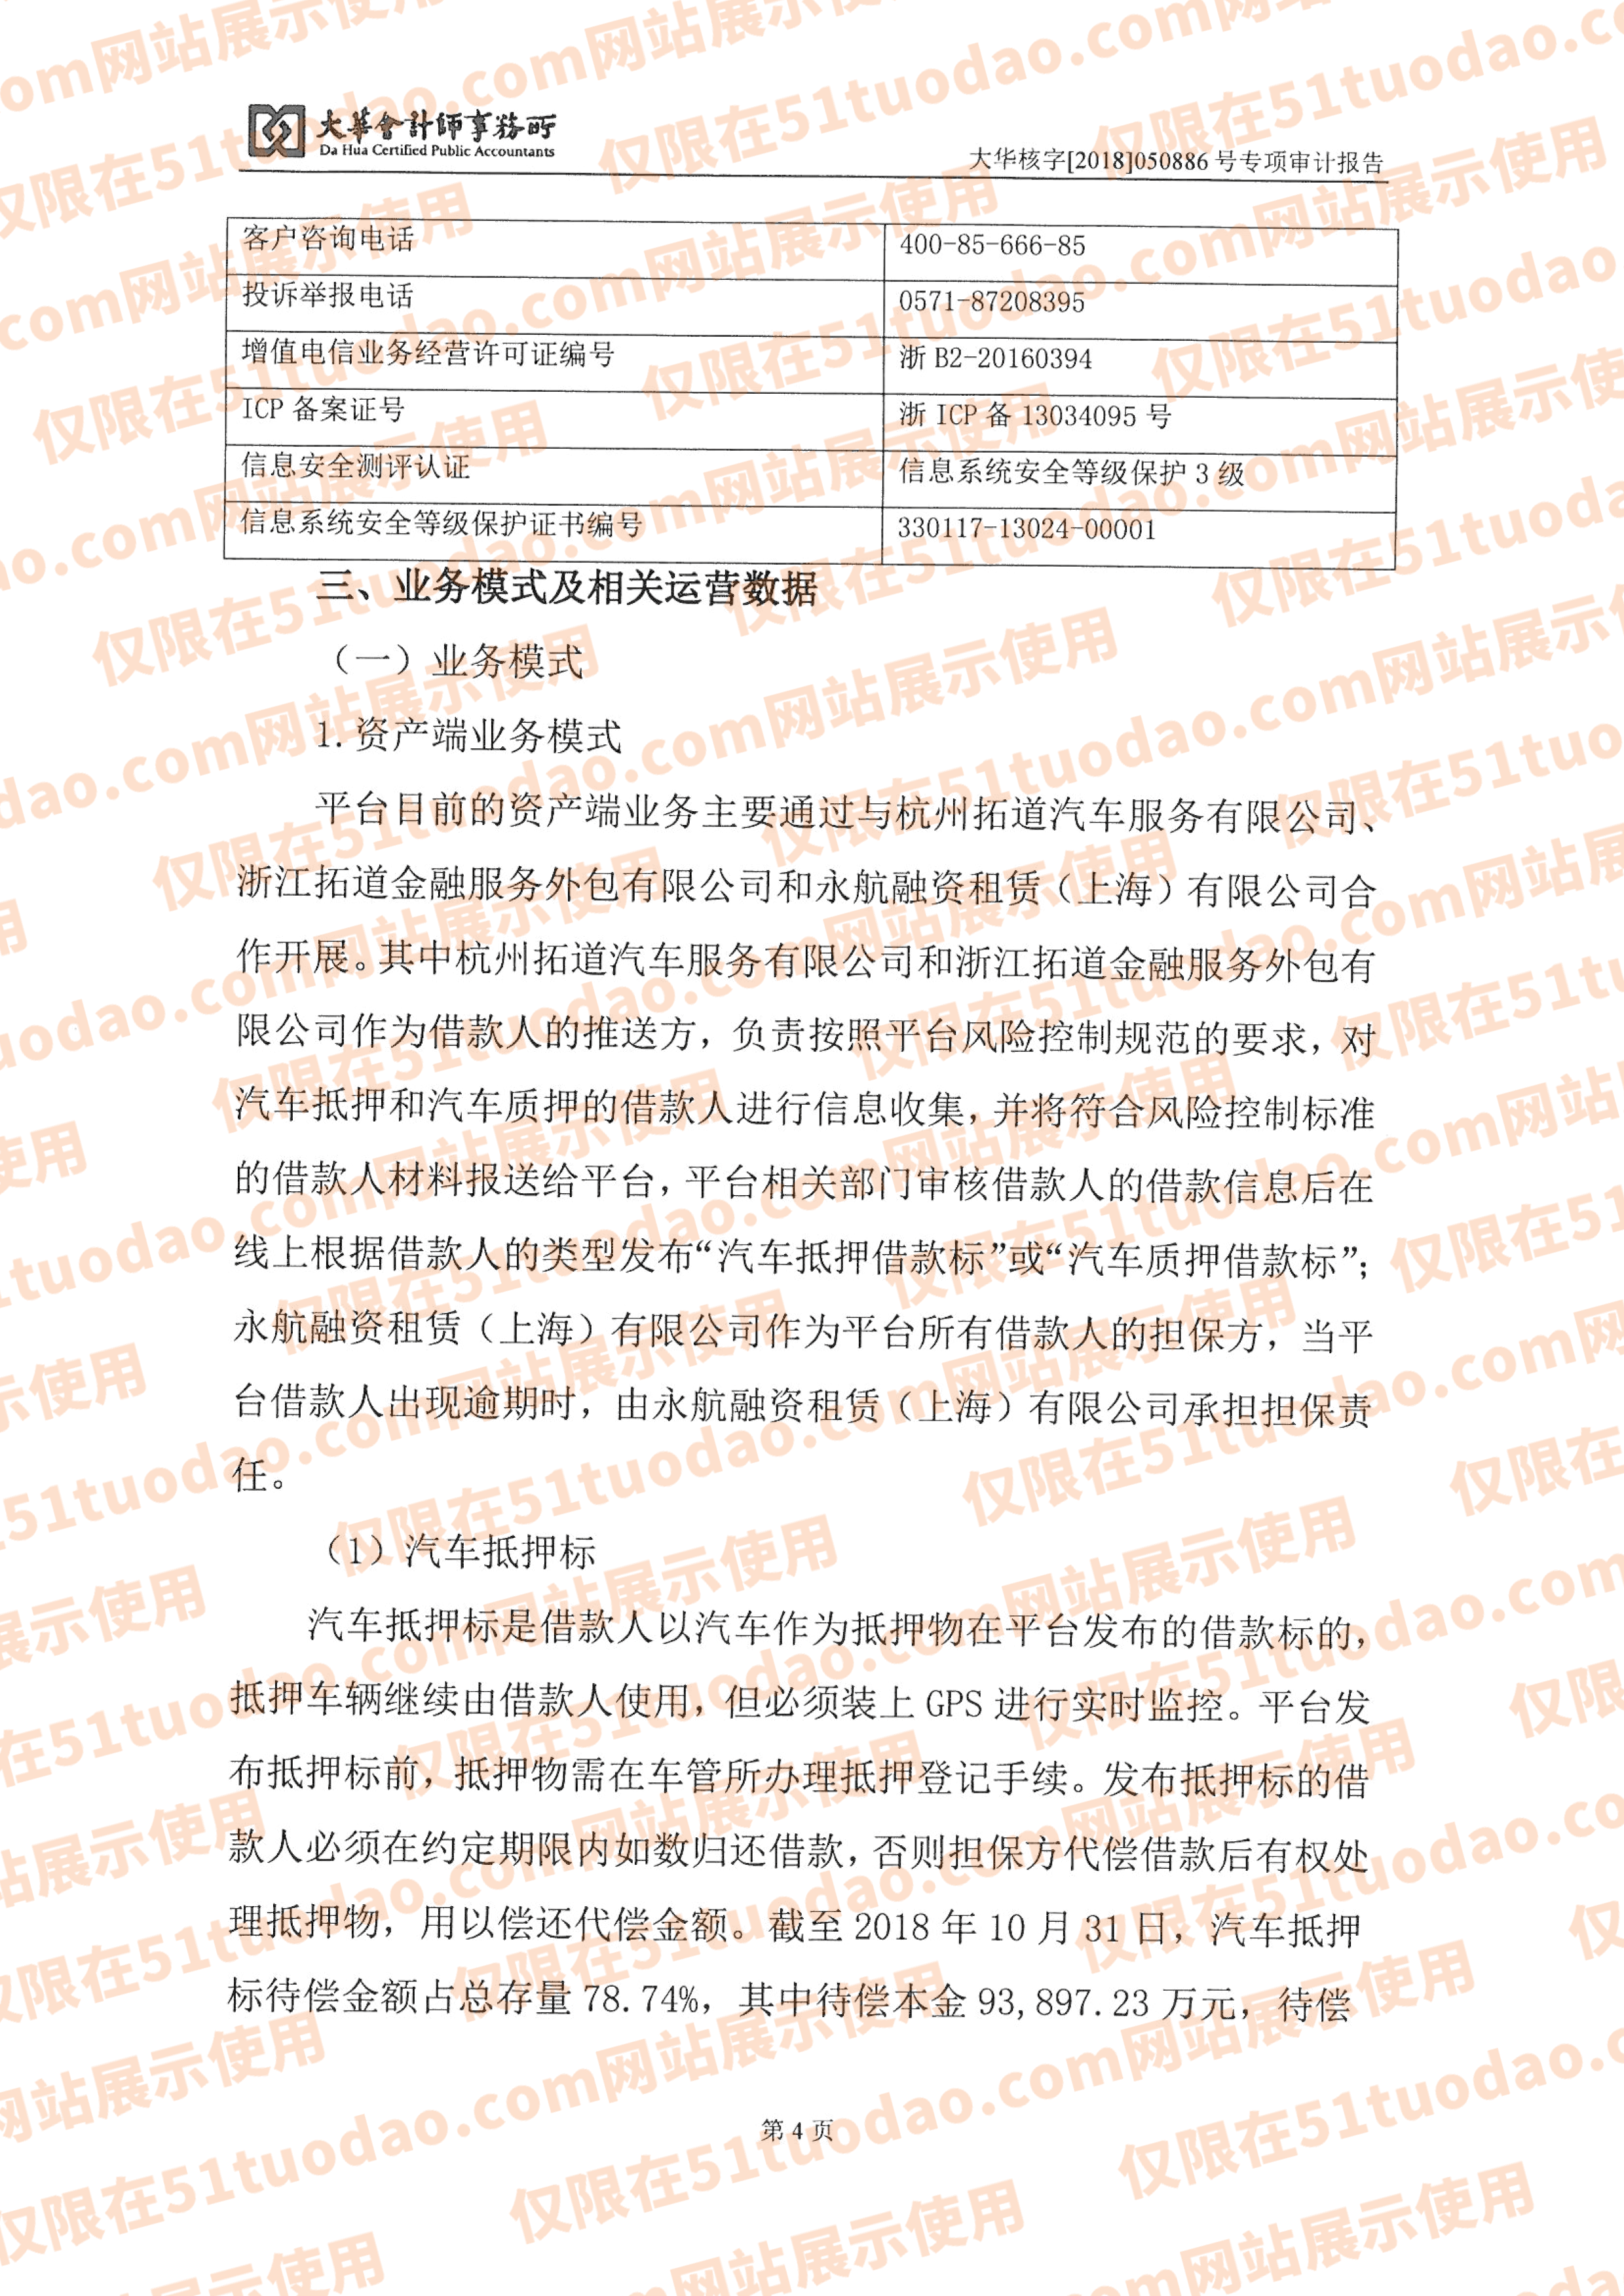 大華會計師事務所
Da Hua Certified Public Accountants
大华核字[2018]050886号专项审计报告
客户咨询电话 400-85-666-85
投诉举报电话 0571-87208395
增值电信业务经营许可证编号 浙 B2-20160394
ICP 备案证号 浙 ICP 备 13034095 号
信息安全测评认证 信息系统安全等级保护 3 级
信息系统安全等级保护证书编号 330117-13024-00001
三、业务模式及相关运营数据
（一）业务模式
1.资产端业务模式
平台目前的资产端业务主要通过与杭州拓道汽车服务有限公司、
浙江拓道金融服务外包有限公司和永航融资租赁（上海）有限公司合
作开展。其中杭州拓道汽车服务有限公司和浙江拓道金融服务外包有
限公司作为借款人的推送方，负责按照平台风险控制规范的要求，对
汽车抵押和汽车质押的借款人进行信息收集，并将符合风险控制标准
的借款人材料报送给平台，平台相关部门审核借款人的借款信息后在
线上根据借款人的类型发布“汽车抵押借款标”或“汽车质押借款标”；
永航融资租赁（上海）有限公司作为平台所有借款人的担保方，当平
台借款人出现逾期时，由永航融资租赁（上海）有限公司承担担保责
任。
（1）汽车抵押标
汽车抵押标是借款人以汽车作为抵押物在平台发布的借款标的，
抵押车辆继续由借款人使用，但必须装上 GPS 进行实时监控。平台发
布抵押标前，抵押物需在车管所办理抵押登记手续。发布抵押标的借
款人必须在约定期限内如数归还借款，否则担保方代偿借款后有权处
理抵押物，用以偿还代偿金额。截至 2018 年 10 月 31 日，汽车抵押
标待偿金额占总存量 78.74%，其中待偿本金 93,897.23 万元，待偿
第 4 页
仅限在51tuodao.com网站展示使用